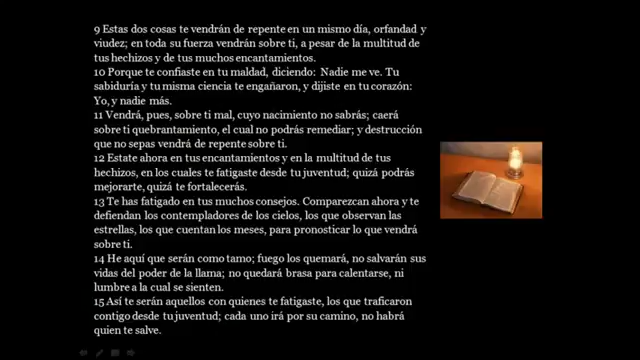 9 Estas dos cosas te vendrán de repente en un mismo día, orfandad y
viudez; en toda su fuerza vendrán sobre ti, a pesar de la multitud de
tus hechizos y de tus muchos encantamientos.
10 Porque te confiaste en tu maldad, diciendo: Nadie me ve. Tu
sabiduría y tu misma ciencia te engañaron, y dijiste en tu corazón:
Yo, y nadie más.
11 Vendrá, pues, sobre ti mal, cuyo nacimiento no sabrás; caerá
sobre ti quebrantamiento, el cual no podrás remediar; y destrucción
que no sepas vendrá de repente sobre ti.
12 Estate ahora en tus encantamientos y en la multitud de tus
hechizos, en los cuales te fatigaste desde tu juventud; quizá podrás
mejorarte, quizá te fortalecerás.
13 Te has fatigado en tus muchos consejos. Comparezcan ahora y te
defiendan los contempladores de los cielos, los que observan las
estrellas, los que cuentan los meses, para pronosticar lo que vendrá
sobre ti.
14 He aquí que serán como tamo; fuego los quemará, no salvarán sus
vidas del poder de la llama; no quedará brasa para calentarse, ni
lumbre a la cual se sienten.
15 Así te serán aquellos con quienes te fatigaste, los que traficaron
contigo desde tu juventud; cada uno irá por su camino, no habrá
quien te salve.